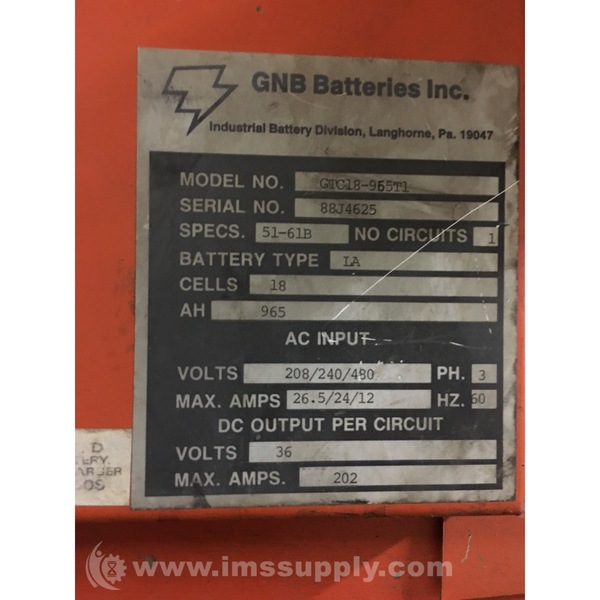 GNB Batteries Inc.
Industrial Battery Division, Langhorne, Pa. 19047
MODEL NO. GTC18-965T1
SERIAL NO. 88J4625
SPECS. 51-61B NO CIRCUITS 1
BATTERY TYPE LA
CELLS 18
AH 965
AC INPUT
VOLTS 208/240/480 PH. 3
MAX. AMPS 26.5/24/12 HZ. 60
DC OUTPUT PER CIRCUIT
VOLTS 36
MAX. AMPS. 202
D
TERY
ARGER
OS
www.imssupply.com